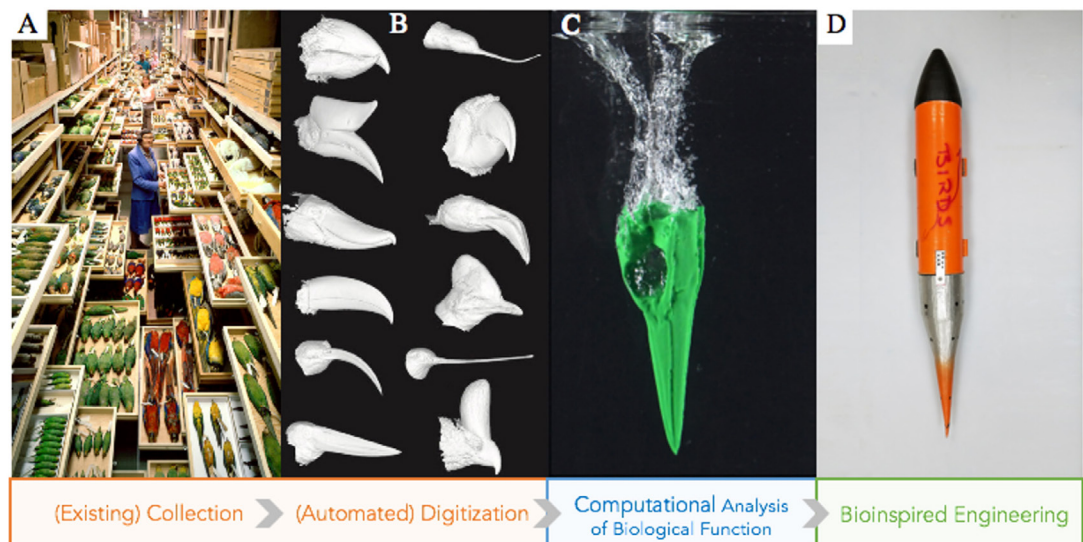 A
B
C
D
BIRDS
(Existing) Collection
(Automated) Digitization
Computational Analysis
of Biological Function
Bioinspired Engineering